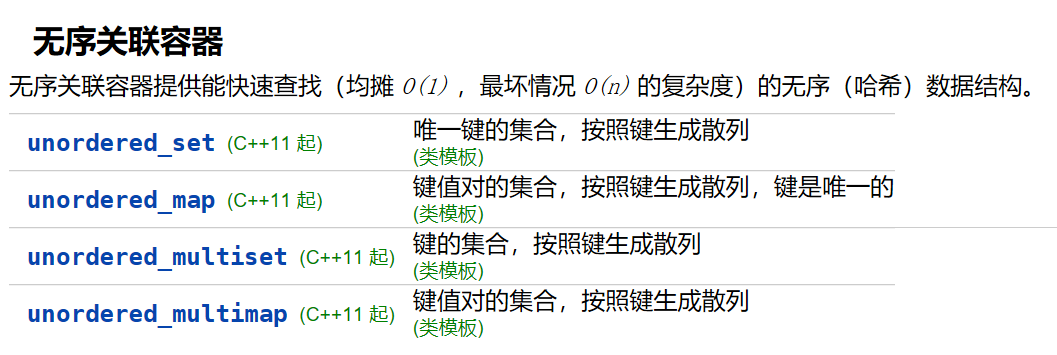 无序关联容器
无序关联容器提供能快速查找（均摊 O(1) ，最坏情况 O(n) 的复杂度）的无序（哈希）数据结构。
unordered_set (C++11 起) 唯一键的集合，按照键生成散列
(类模板)
unordered_map (C++11 起) 键值对的集合，按照键生成散列，键是唯一的
(类模板)
unordered_multiset (C++11 起) 键的集合，按照键生成散列
(类模板)
unordered_multimap (C++11 起) 键值对的集合，按照键生成散列
(类模板)